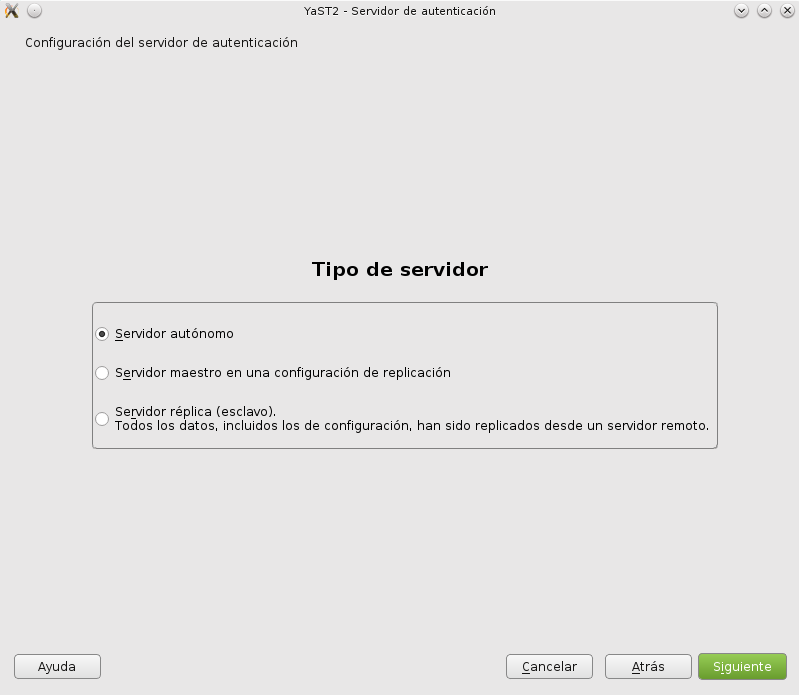 YaST2 - Servidor de autenticación
Configuración del servidor de autenticación
Tipo de servidor
Servidor autónomo
Servidor maestro en una configuración de replicación
Servidor réplica (esclavo).
Todos los datos, incluidos los de configuración, han sido replicados desde un servidor remoto.
Ayuda
Cancelar
Atrás
Siguiente